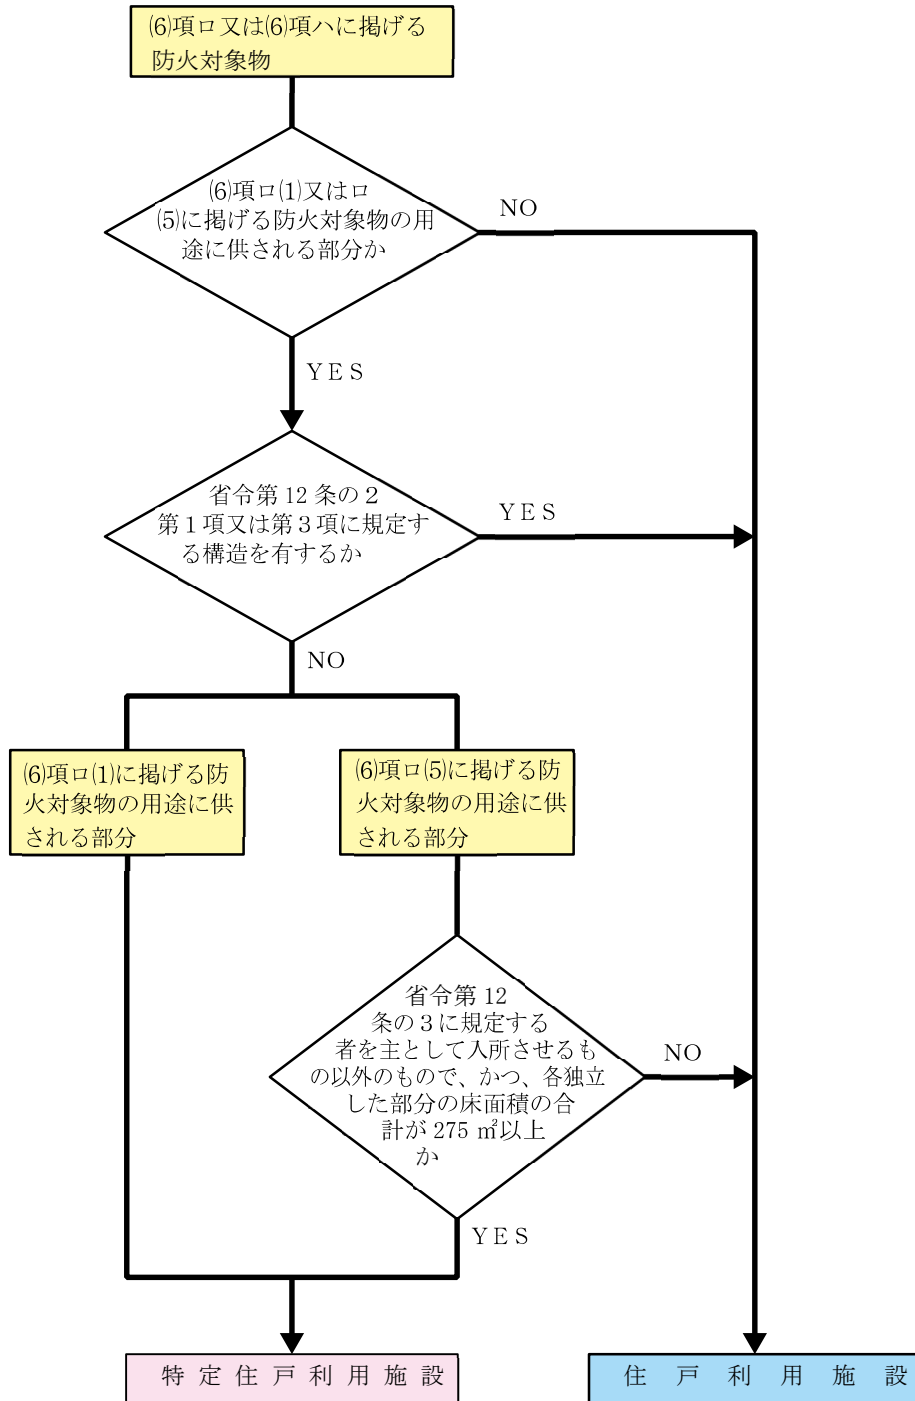 ⑹項ロ又は⑹項ハに掲げる
防火対象物
⑹項ロ⑴又はロ
⑸に掲げる防火対象物の用
途に供される部分か
NO
YES
省令第12条の2
第1項又は第3項に規定す
る構造を有するか
YES
NO
⑹項ロ⑴に掲げる防
火対象物の用途に供
される部分
⑹項ロ⑸に掲げる防
火対象物の用途に供
される部分
省令第12
条の3に規定する
者を主として入所させるも
の以外のもので、かつ、各独立
した部分の床面積の合
計が275㎡以上
か
NO
YES
特定住戸利用施設
住戸利用施設